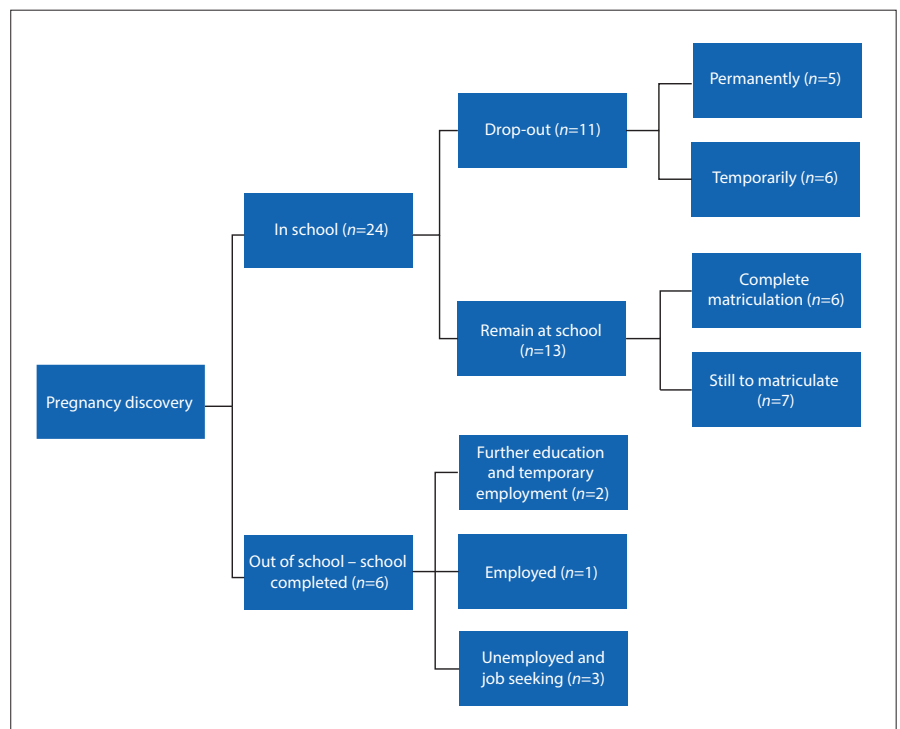 Permanently (n=5)
Drop-out (n=11)
Temporarily (n=6)
In school (n=24)
Complete
matriculation (n=6)
Remain at school
(n=13)
Still to matriculate
(n=7)
Pregnancy discovery
Further education
and temporary
employment (n=2)
Out of school – school
completed (n=6)
Employed (n=1)
Unemployed and
job seeking (n=3)